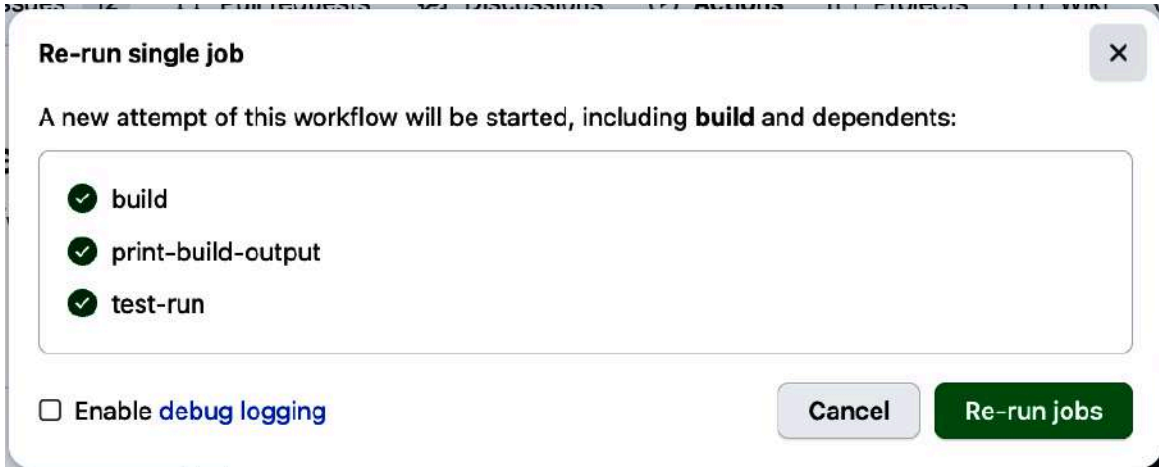 Re-run single job
A new attempt of this workflow will be started, including build and dependents:
build
print-build-output
test-run
Enable debug logging
Cancel
Re-run jobs